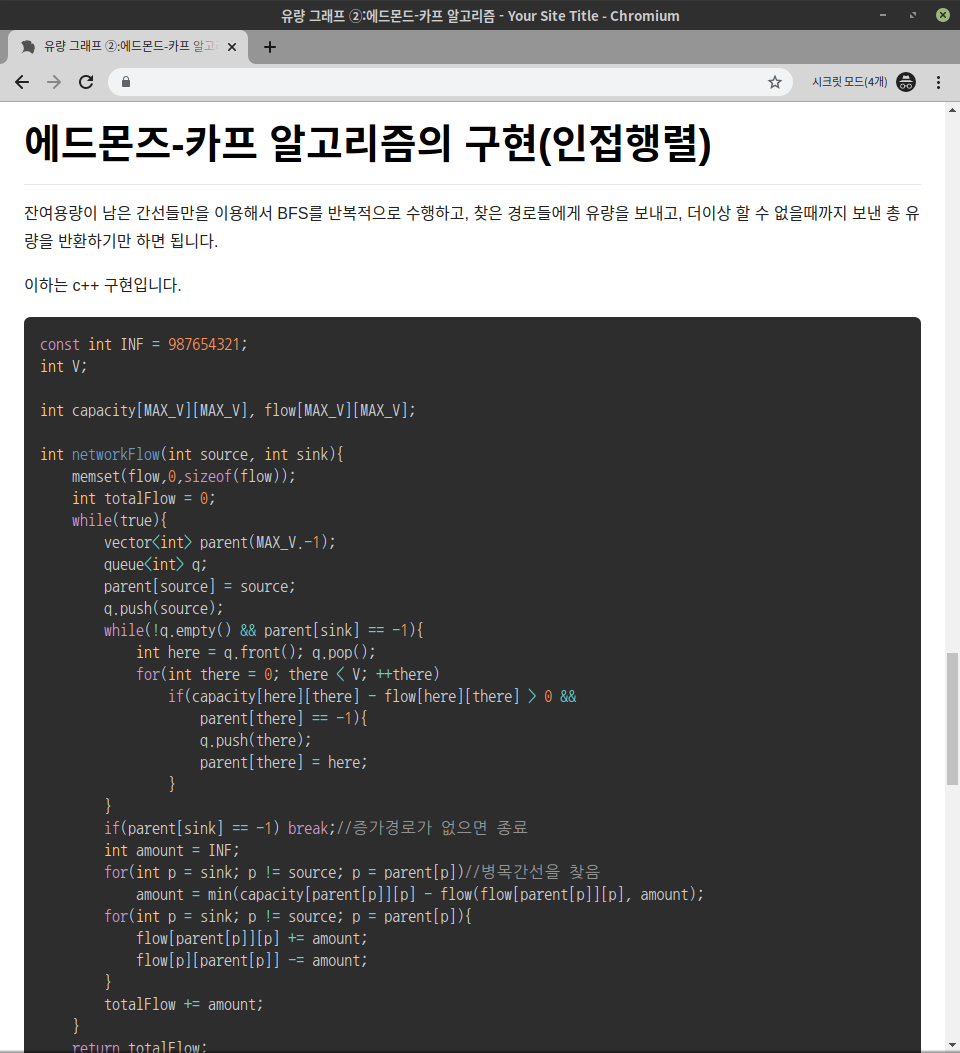 유량 그래프 ②:에드몬드-카프 알고리즘 - Your Site Title - Chromium
유량 그래프 ②:에드몬드-카프 알고
시크릿 모드(4개)
에드몬즈-카프 알고리즘의 구현(인접행렬)
잔여용량이 남은 간선들만을 이용해서 BFS를 반복적으로 수행하고, 찾은 경로들에게 유량을 보내고, 더이상 할 수 없을때까지 보낸 총 유
량을 반환하기만 하면 됩니다.
이하는 c++ 구현입니다.
const int INF = 987654321;
int V;
int capacity[MAX_V][MAX_V], flow[MAX_V][MAX_V];
int networkFlow(int source, int sink){
    memset(flow,0,sizeof(flow));
    int totalFlow = 0;
    while(true){
        vector<int> parent(MAX_V.-1);
        queue<int> q;
        parent[source] = source;
        q.push(source);
        while(!q.empty() && parent[sink] == -1){
            int here = q.front(); q.pop();
            for(int there = 0; there < V; ++there)
                if(capacity[here][there] - flow[here][there] > 0 &&
                    parent[there] == -1){
                    q.push(there);
                    parent[there] = here;
                }
        }
        if(parent[sink] == -1) break;//증가경로가 없으면 종료
        int amount = INF;
        for(int p = sink; p != source; p = parent[p])//병목간선을 찾음
            amount = min(capacity[parent[p]][p] - flow(flow[parent[p]][p], amount);
        for(int p = sink; p != source; p = parent[p]){
            flow[parent[p]][p] += amount;
            flow[p][parent[p]] -= amount;
        }
        totalFlow += amount;
    }
    return totalFlow;